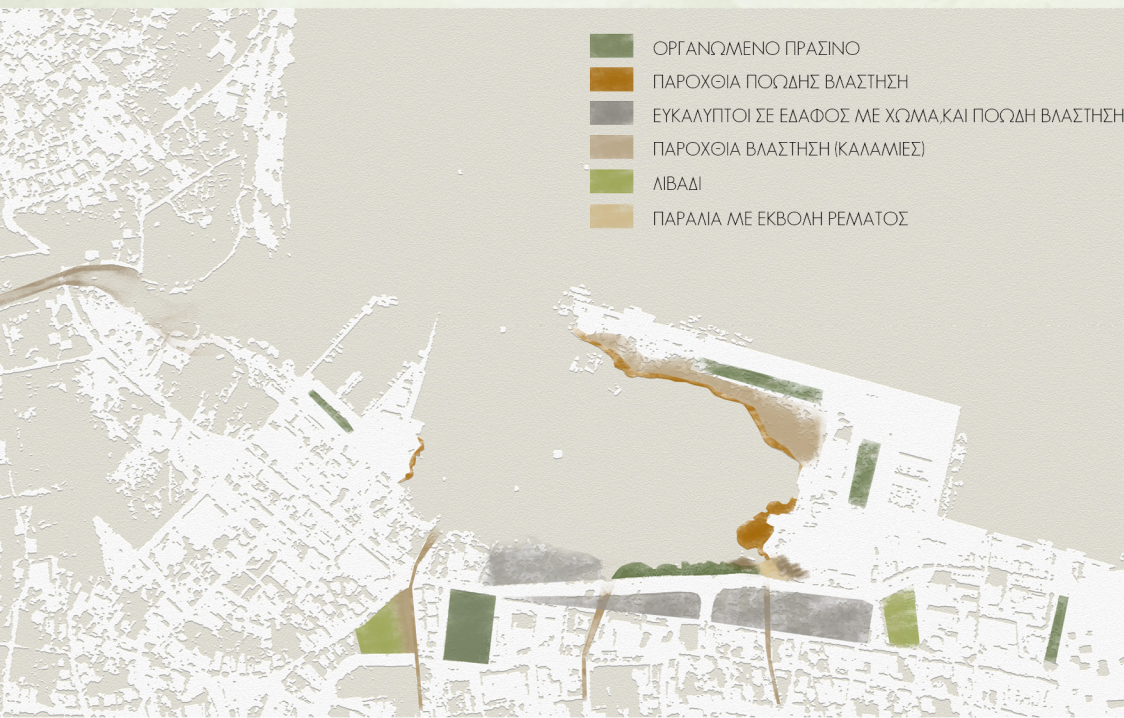 ΟΡΓΑΝΩΜΕΝΟ ΠΡΑΣΙΝΟ
ΠΑΡΟΧΘΙΑ ΠΟΩΔΗΣ ΒΛΑΣΤΗΣΗ
ΕΥΚΑΛΥΠΤΟΙ ΣΕ ΕΔΑΦΟΣ ΜΕ ΧΩΜΑ,ΚΑΙ ΠΟΩΔΗ ΒΛΑΣΤΗΣΗ
ΠΑΡΟΧΘΙΑ ΒΛΑΣΤΗΣΗ (ΚΑΛΑΜΙΕΣ)
ΛΙΒΑΔΙ
ΠΑΡΑΛΙΑ ΜΕ ΕΚΒΟΛΗ ΡΕΜΑΤΟΣ